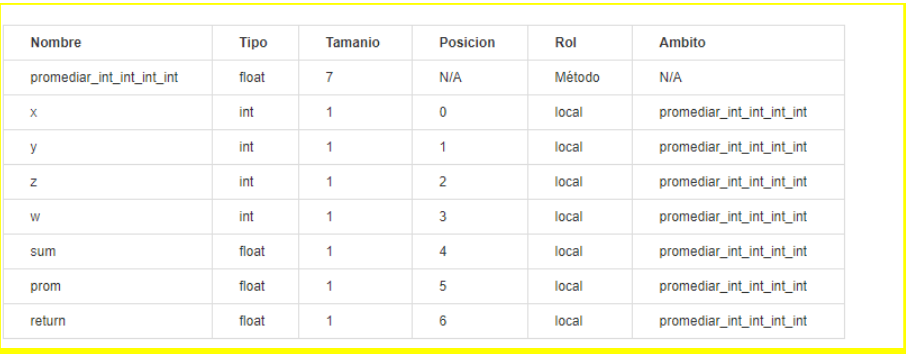 Nombre Tipo Tamanio Posicion Rol Ambito
promediar_int_int_int_int float 7 N/A Método N/A
x int 1 0 local promediar_int_int_int_int
y int 1 1 local promediar_int_int_int_int
z int 1 2 local promediar_int_int_int_int
w int 1 3 local promediar_int_int_int_int
sum float 1 4 local promediar_int_int_int_int
prom float 1 5 local promediar_int_int_int_int
return float 1 6 local promediar_int_int_int_int